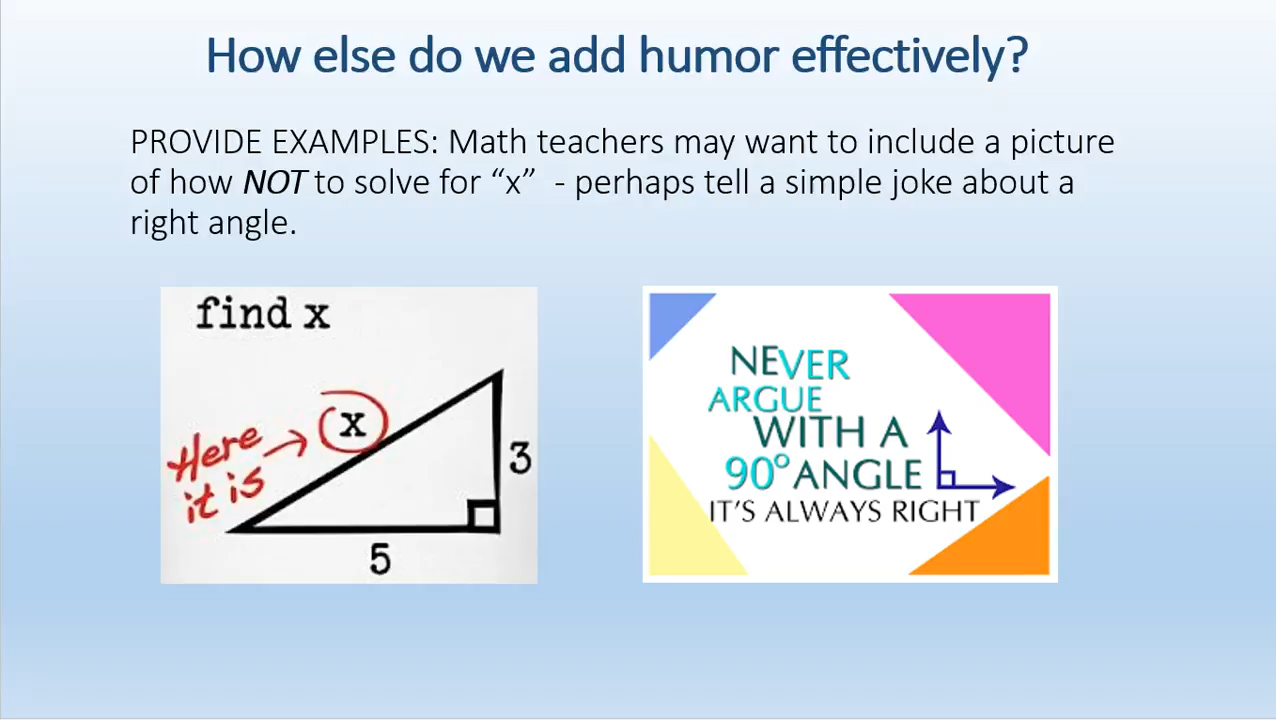 How else do we add humor effectively?
PROVIDE EXAMPLES: Math teachers may want to include a picture
of how NOT to solve for “x” - perhaps tell a simple joke about a
right angle.
find x
Here
it is
x
3
5
NEVER
ARGUE
WITH A
90° ANGLE
IT'S ALWAYS RIGHT